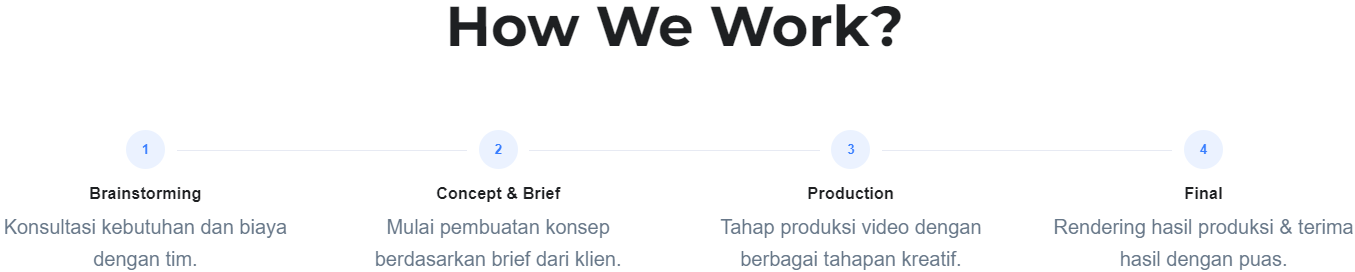 How We Work?
1
2
3
4
Brainstorming
Concept & Brief
Production
Final
Konsultasi kebutuhan dan biaya
dengan tim.
Mulai pembuatan konsep
berdasarkan brief dari klien.
Tahap produksi video dengan
berbagai tahapan kreatif.
Rendering hasil produksi & terima
hasil dengan puas.